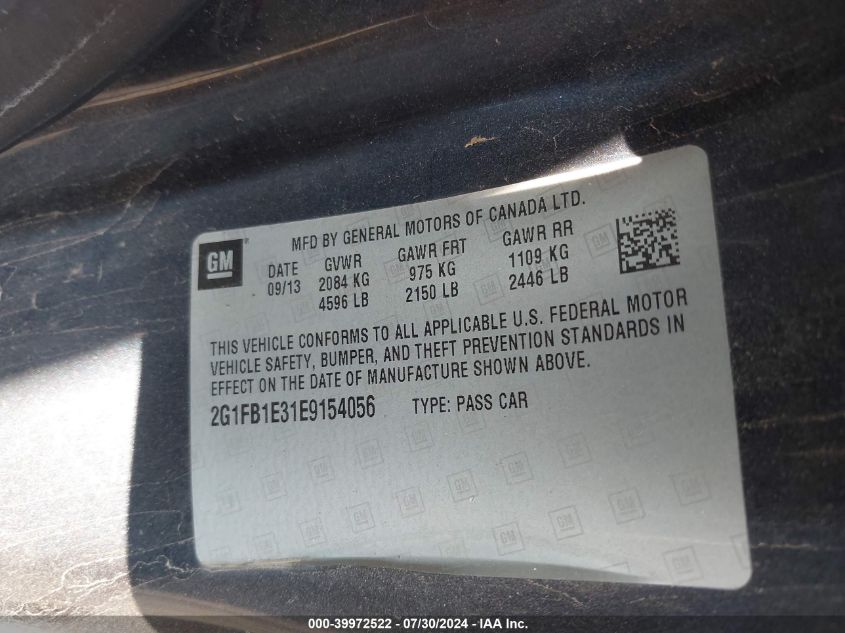 MFD BY GENERAL MOTORS OF CANADA LTD.
GM ® DATE GVWR GAWR FRT GAWR RR
09/13 2084 KG 975 KG 1109 KG
4596 LB 2150 LB 2446 LB
THIS VEHICLE CONFORMS TO ALL APPLICABLE U.S. FEDERAL MOTOR
VEHICLE SAFETY, BUMPER, AND THEFT PREVENTION STANDARDS IN
EFFECT ON THE DATE OF MANUFACTURE SHOWN ABOVE.
2G1FB1E31E9154056 TYPE: PASS CAR
000-39972522 - 07/30/2024 - IAA Inc.